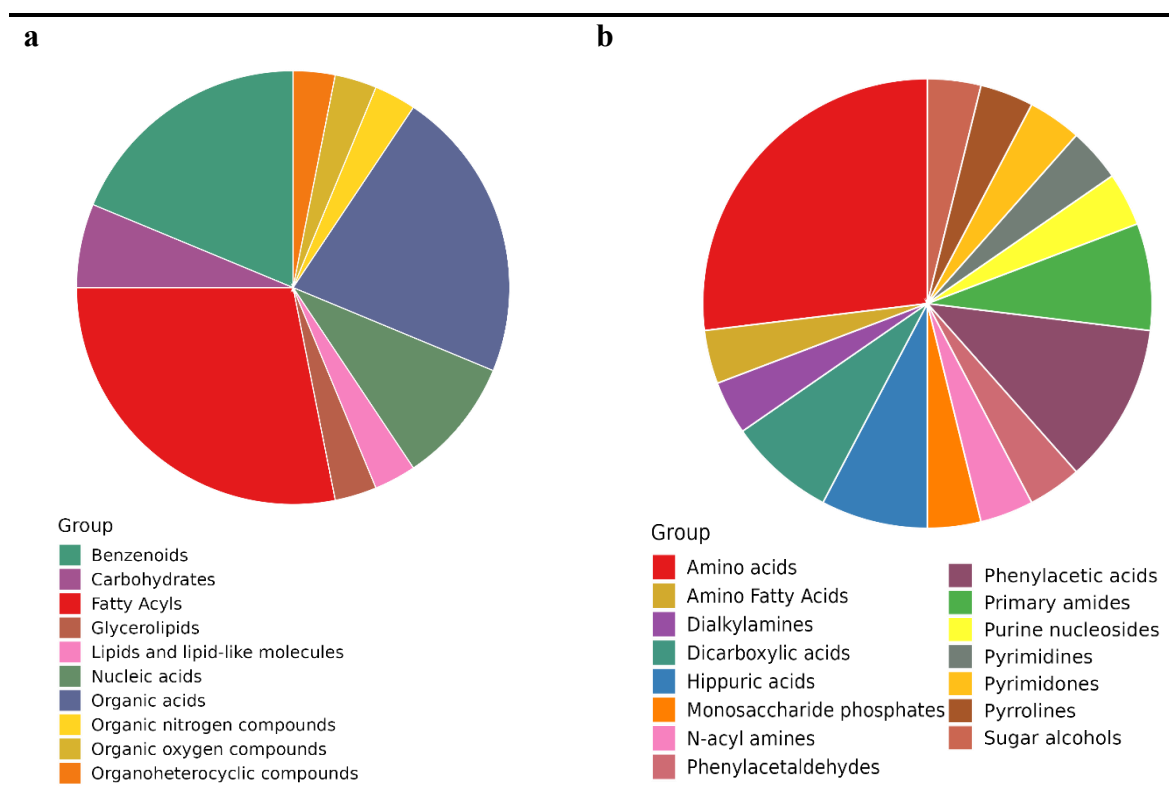 a
b
Group
Benzenoids
Carbohydrates
Fatty Acyls
Glycerolipids
Lipids and lipid-like molecules
Nucleic acids
Organic acids
Organic nitrogen compounds
Organic oxygen compounds
Organoheterocyclic compounds
Group
Amino acids
Amino Fatty Acids
Dialkylamines
Dicarboxylic acids
Hippuric acids
Monosaccharide phosphates
N-acyl amines
Phenylacetaldehydes
Phenylacetic acids
Primary amides
Purine nucleosides
Pyrimidines
Pyrimidones
Pyrrolines
Sugar alcohols